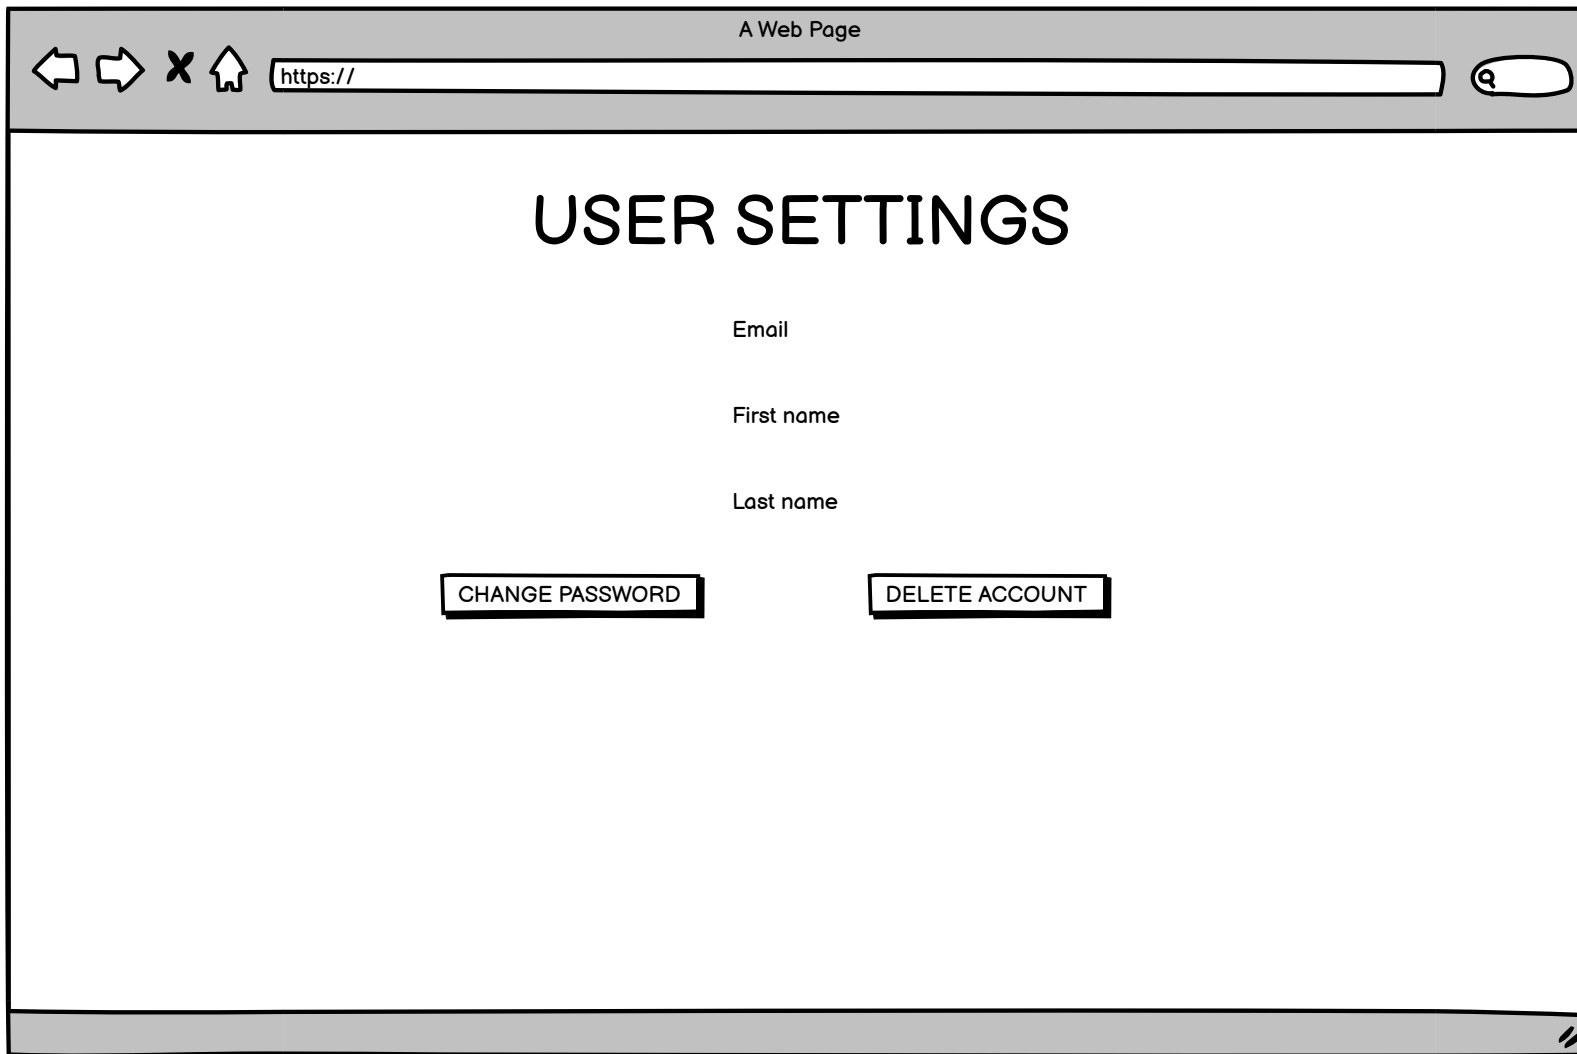 A Web Page
https://
USER SETTINGS
Email
First name
Last name
CHANGE PASSWORD
DELETE ACCOUNT